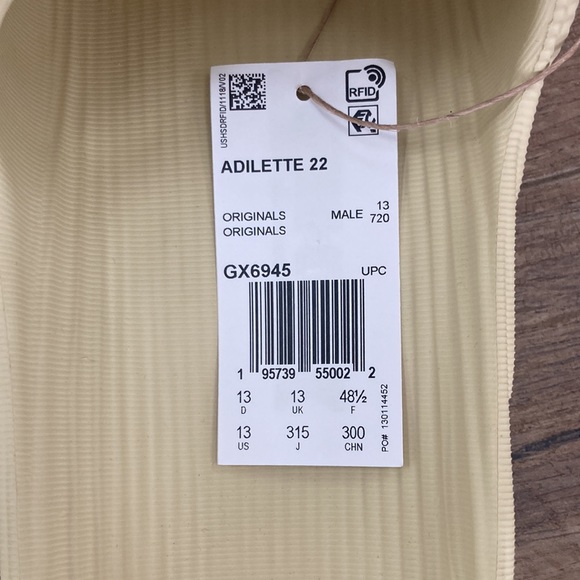 USHSDRFID/1118/V02
RFID
ADILETTE 22
ORIGINALS MALE 13
ORIGINALS 720
GX6945 UPC
1 95739 55002 2
13 13 48½
D UK F
13 315 300
US J CHN
PO# 130114452